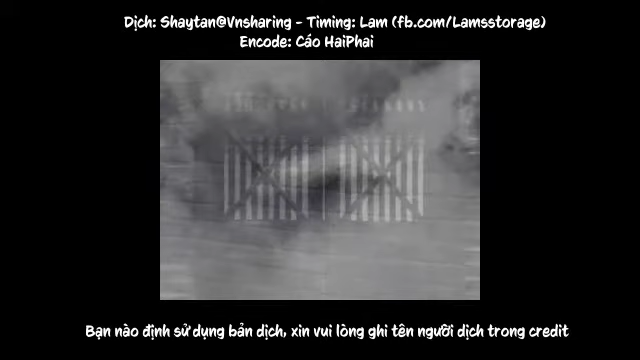 Dịch: Shaytan@Vnsharing - Timing: Lam (fb.com/Lamsstorage)
Encode: Cáo HaiPhai
Bạn nào định sử dụng bản dịch, xin vui lòng ghi tên người dịch trong credit